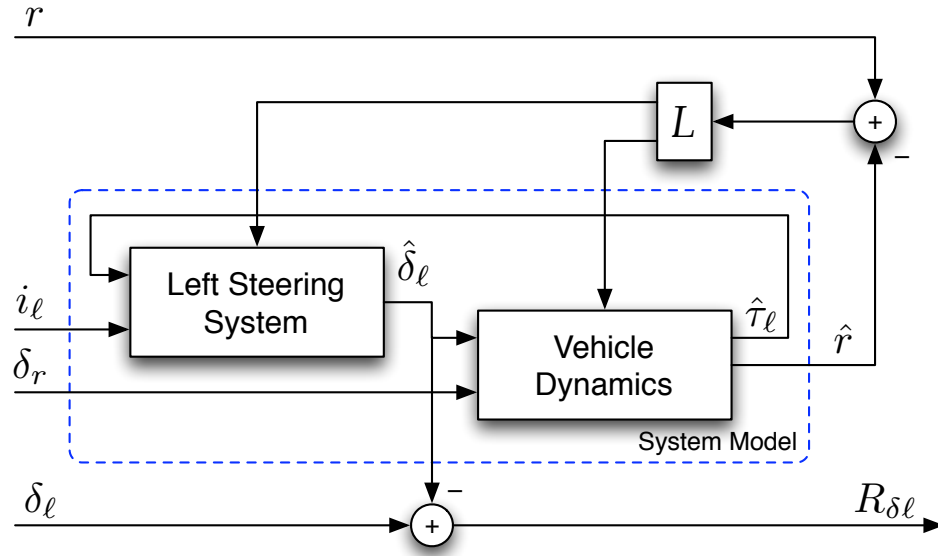 r
L
+
−
Left Steering
System
δ̂ℓ
iℓ
δr
Vehicle
Dynamics
τ̂ℓ
r̂
System Model
δℓ
−
+
Rδℓ